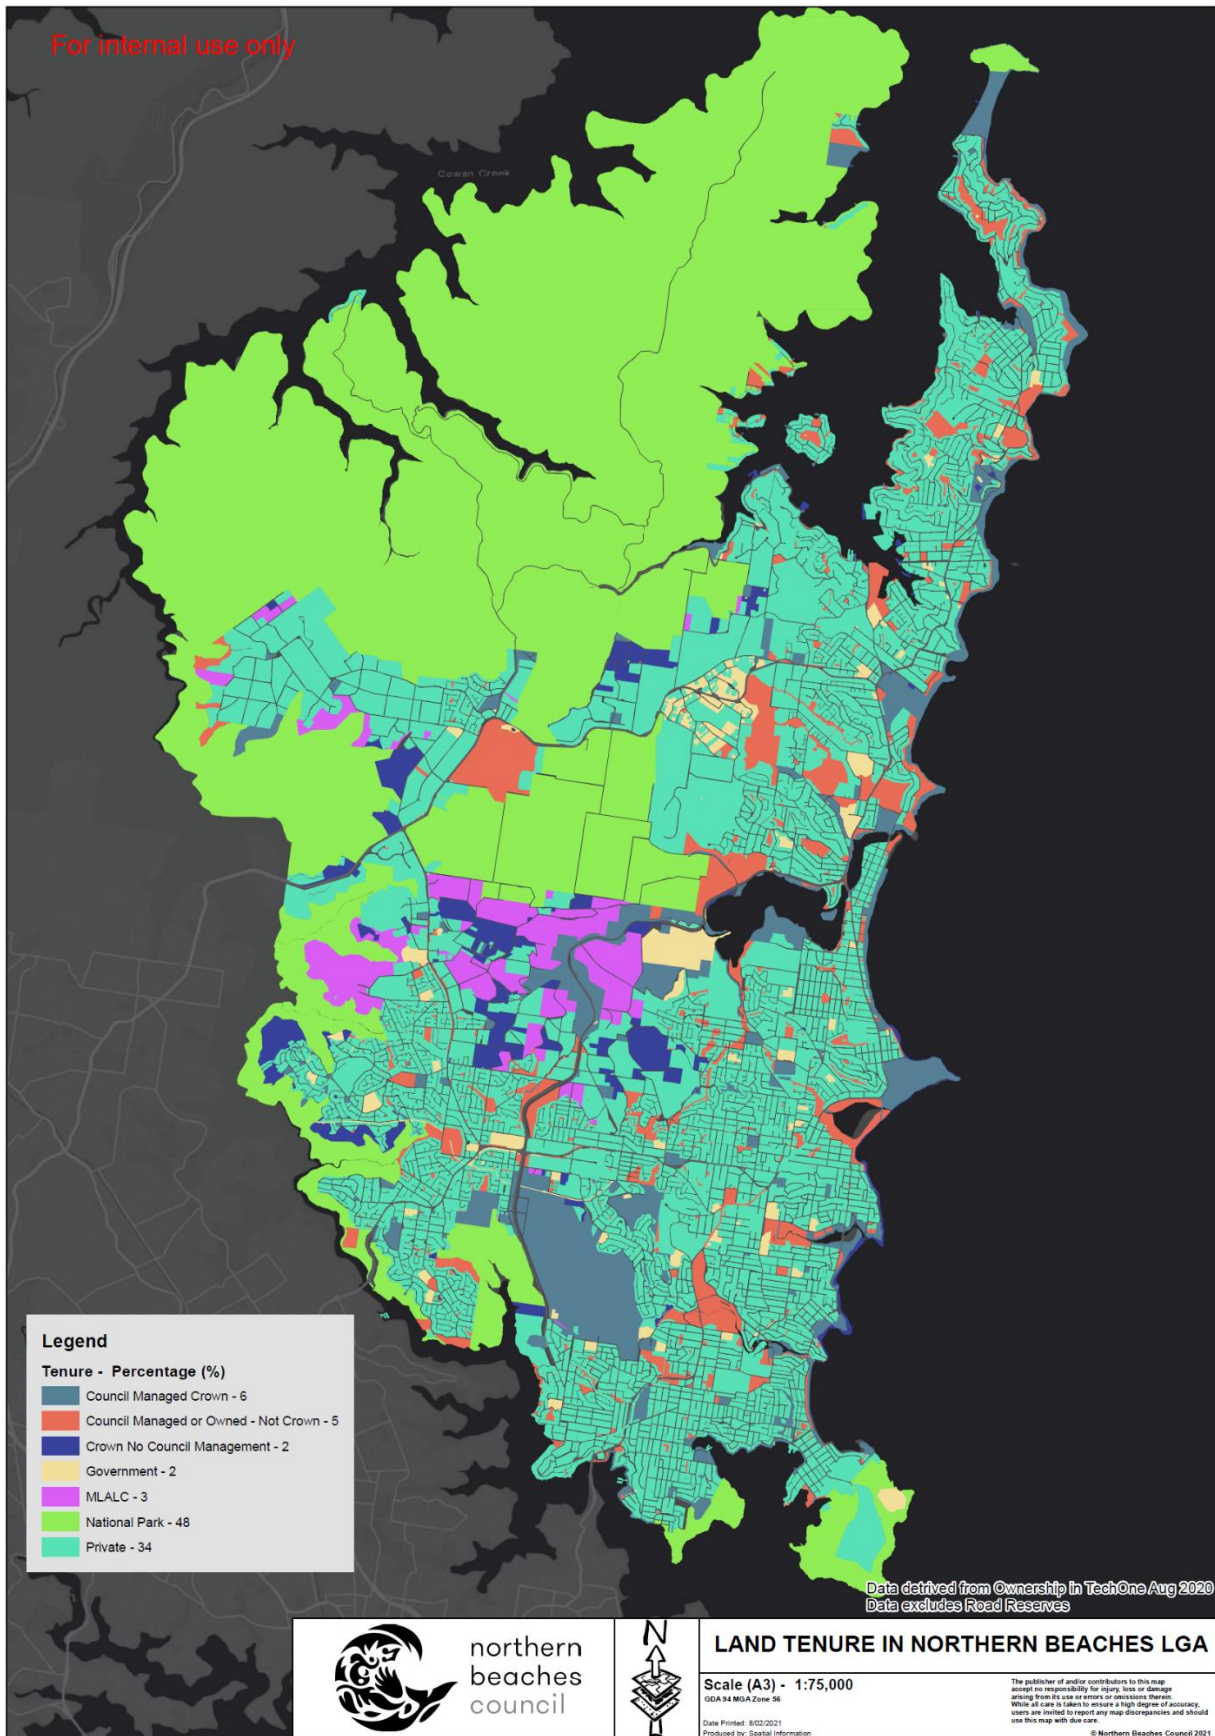 For internal use only
Cowan Creek
Legend
Tenure - Percentage (%)
Council Managed Crown - 6
Council Managed or Owned - Not Crown - 5
Crown No Council Management - 2
Government - 2
MLALC - 3
National Park - 48
Private - 34
Data detrived from Ownership in TechOne Aug 2020
Data excludes Road Reserves
northern
beaches
council
N
LAND TENURE IN NORTHERN BEACHES LGA
Scale (A3) - 1:75,000
GDA 94 MGA Zone 56
Date Printed: 8/02/2021
Produced by: Spatial Information
The publisher of and/or contributors to this map
accept no responsibility for injury, loss or damage
arising from its use or errors or omissions therein.
While all care is taken to ensure a high degree of accuracy,
users are invited to report any map discrepancies and should
use this map with due care.
© Northern Beaches Council 2021